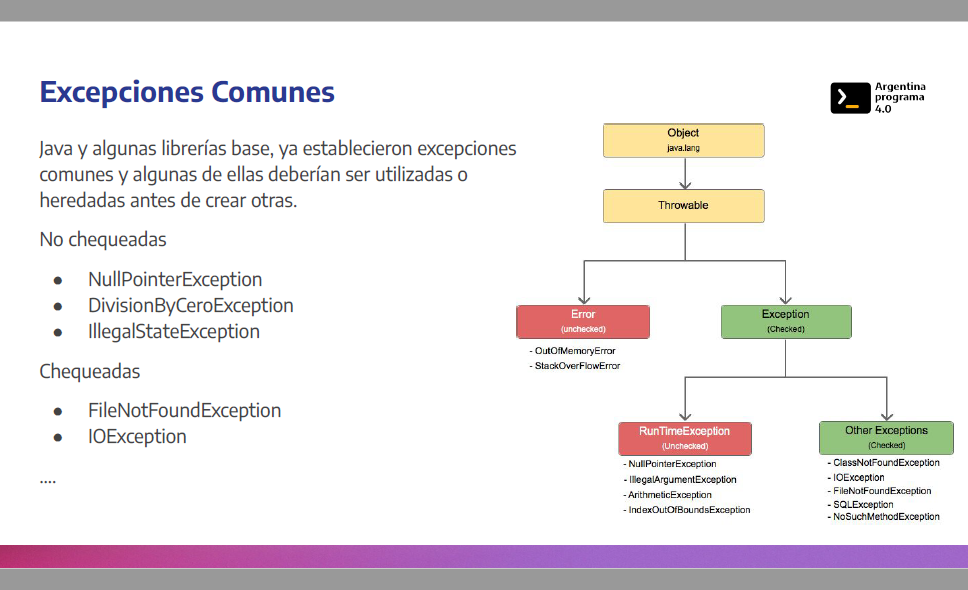 Excepciones Comunes
Argentina
programa
4.0
Java y algunas librerías base, ya establecieron excepciones
comunes y algunas de ellas deberían ser utilizadas o
heredadas antes de crear otras.
No chequeadas
● NullPointerException
● DivisionByCeroException
● IllegalStateException
Chequeadas
● FileNotFoundException
● IOException
....
Object
java.lang
Throwable
Error
(unchecked)
- OutOfMemoryError
- StackOverFlowError
Exception
(Checked)
RunTimeException
(Unchecked)
- NullPointerException
- IllegalArgumentException
- ArithmeticException
- IndexOutOfBoundsException
Other Exceptions
(Checked)
- ClassNotFoundException
- IOException
- FileNotFoundException
- SQLException
- NoSuchMethodException